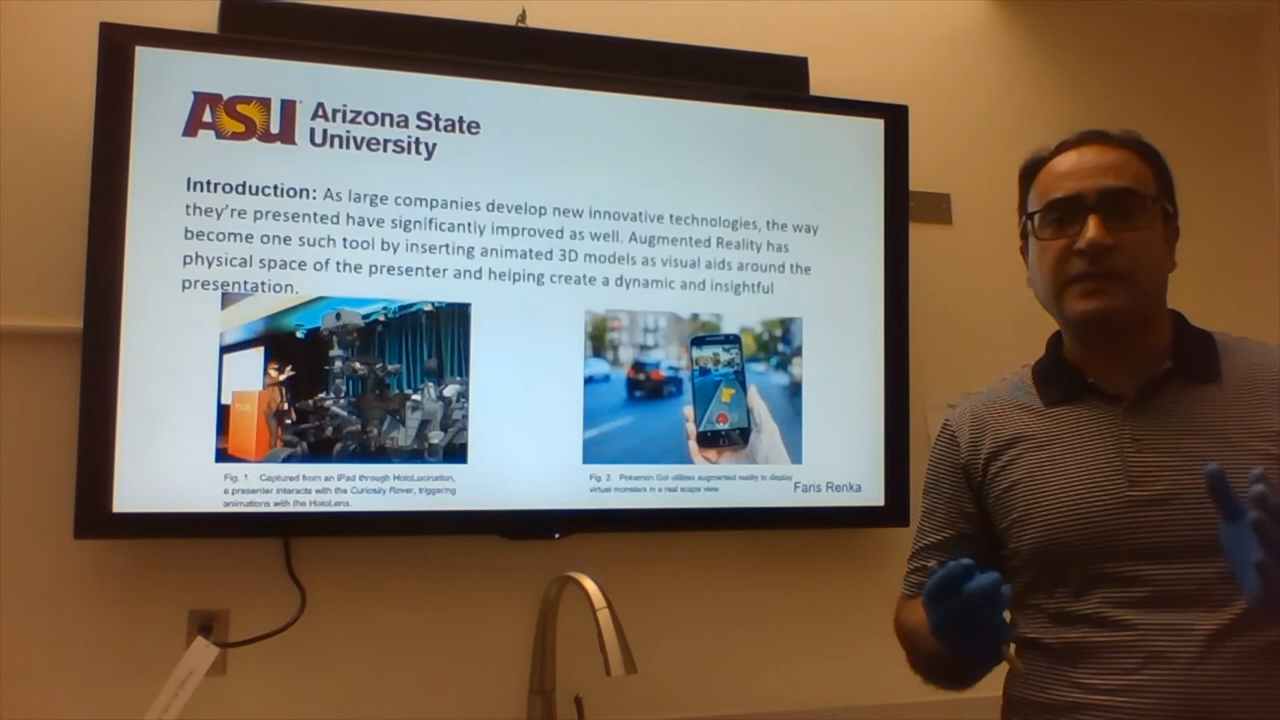 ASU Arizona State
University
Introduction: As large companies develop new innovative technologies, the way
they're presented have significantly improved as well. Augmented Reality has
become one such tool by inserting animated 3D models as visual aids around the
physical space of the presenter and helping create a dynamic and insightful
presentation.
Fig. 1. Captured from an iPad through HoloLucination,
a presenter interacts with the Curiosity Rover, triggering
animations with the HoloLens.
Fig. 2. Pokemon Go! utilizes augmented reality to display
virtual monsters in a real scape view
Faris Renka